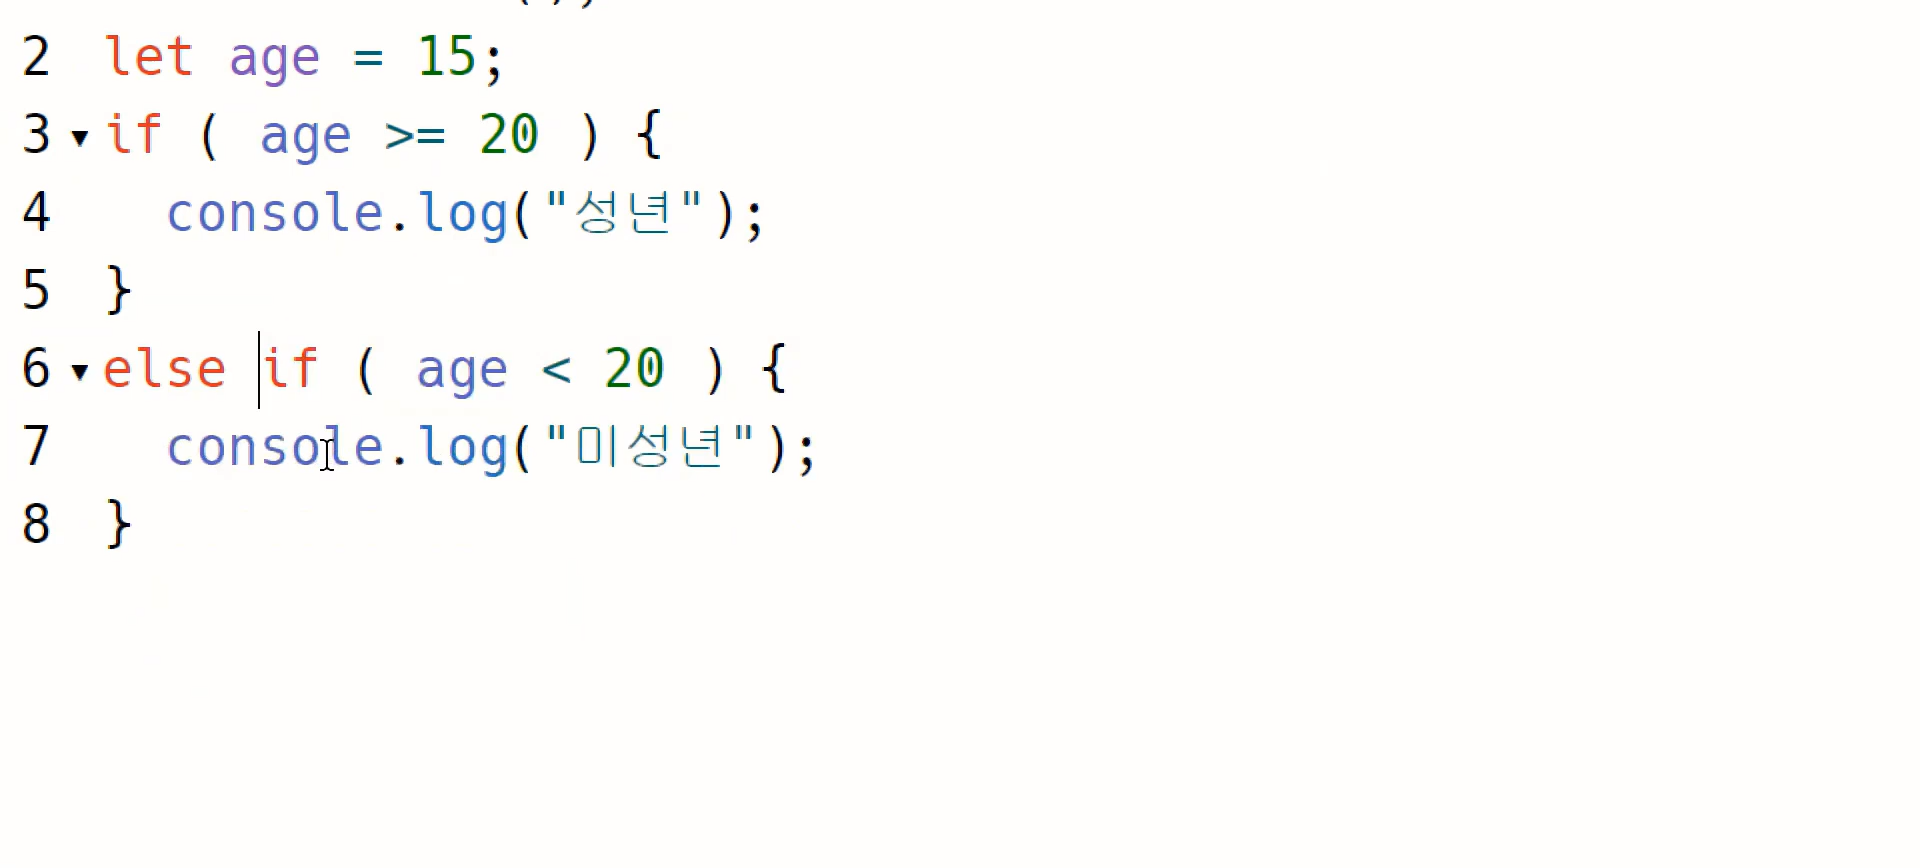 2 let age = 15;
3 ▾ if ( age >= 20 ) {
4 console.log("성년");
5 }
6 ▾ else if ( age < 20 ) {
7 console.log("미성년");
8 }